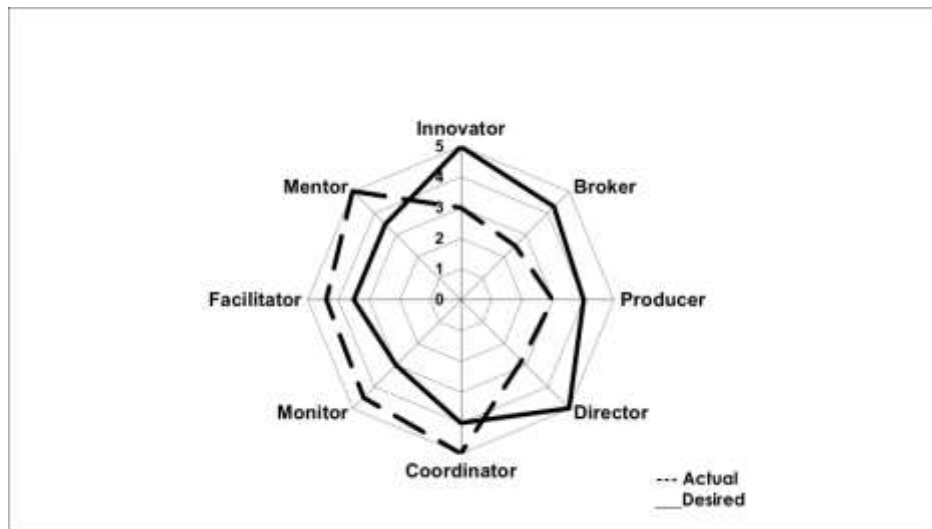 Innovator
5
Mentor
Broker
4
3
2
1
Facilitator
0
Producer
Monitor
Director
Coordinator
--- Actual
___Desired